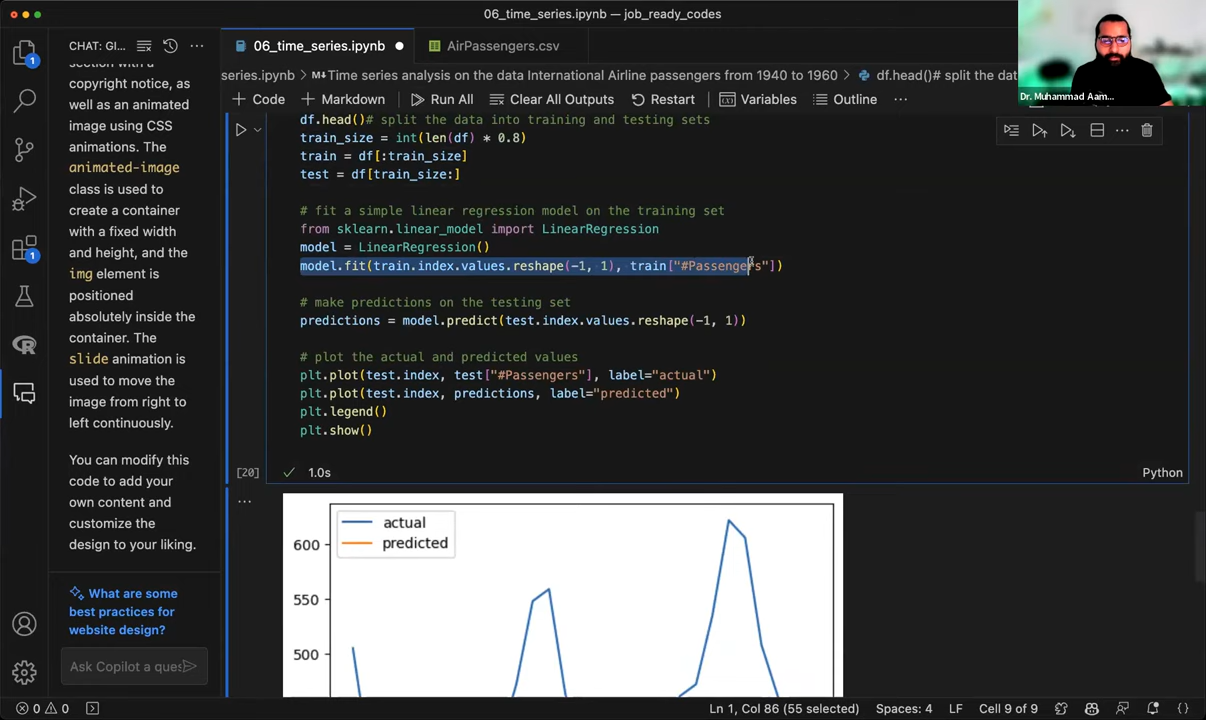 06_time_series.ipynb — job_ready_codes
CHAT: GI...
06_time_series.ipynb
AirPassengers.csv
series.ipynb > Time series analysis on the data International Airline passengers from 1940 to 1960 > df.head()# split the dat
Code Markdown Run All Clear All Outputs Restart Variables Outline ...
section with a
copyright notice, as
well as an animated
image using CSS
animations. The
animated-image
class is used to
create a container
with a fixed width
and height, and the
img element is
positioned
absolutely inside the
container. The
slide animation is
used to move the
image from right to
left continuously.
You can modify this
code to add your
own content and
customize the
design to your liking.
What are some
best practices for
website design?
Ask Copilot a ques
1
1
df.head()# split the data into training and testing sets
train_size = int(len(df) * 0.8)
train = df[:train_size]
test = df[train_size:]
# fit a simple linear regression model on the training set
from sklearn.linear_model import LinearRegression
model = LinearRegression()
model.fit(train.index.values.reshape(-1, 1), train["#Passengers"])
# make predictions on the testing set
predictions = model.predict(test.index.values.reshape(-1, 1))
# plot the actual and predicted values
plt.plot(test.index, test["#Passengers"], label="actual")
plt.plot(test.index, predictions, label="predicted")
plt.legend()
plt.show()
[20] 1.0s Python
actual
predicted
600
550
500
Dr. Muhammad Aam...
0 0 Ln 1, Col 86 (55 selected) Spaces: 4 LF Cell 9 of 9